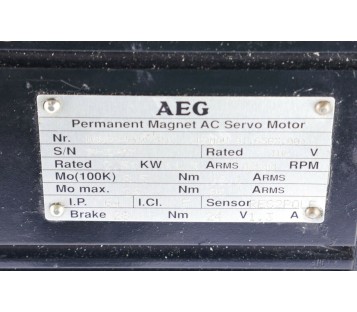 AEG
Permanent Magnet AC Servo Motor
Nr.
S/N Rated V
Rated KW ARMS RPM
Mo(100K) Nm ARMS
Mo max. Nm ARMS
I.P. I.Cl. Sensor
Brake Nm V A